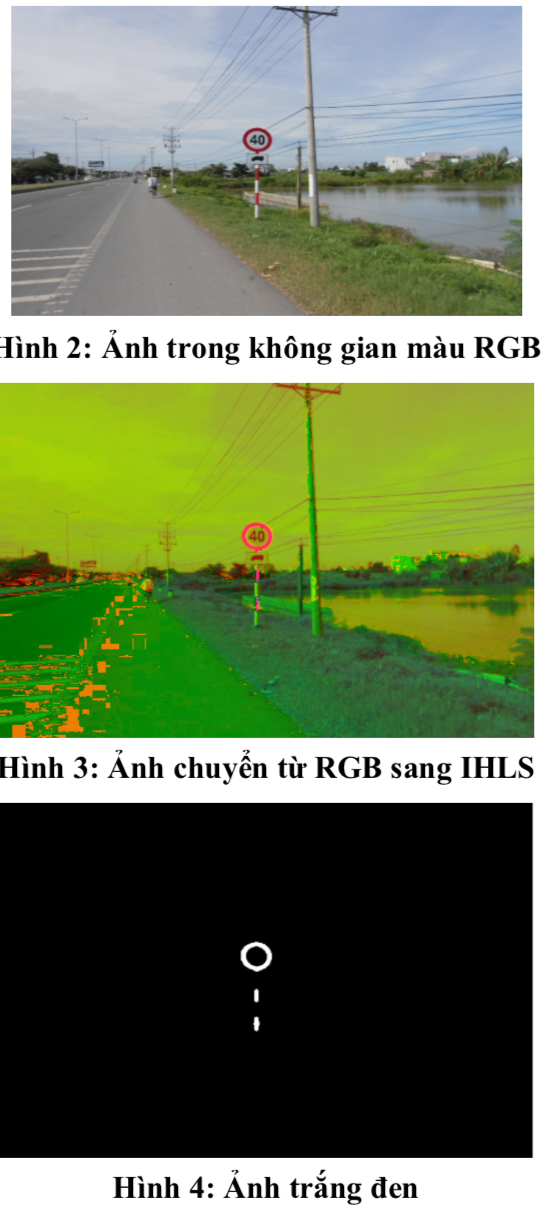 40
Hình 2: Ảnh trong không gian màu RGB
40
Hình 3: Ảnh chuyển từ RGB sang IHLS
Hình 4: Ảnh trắng đen